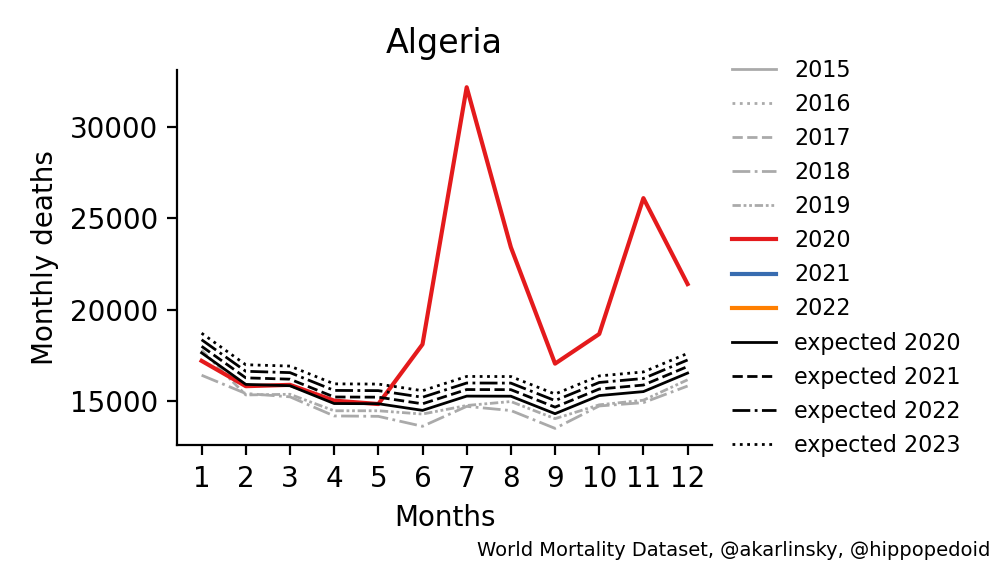 Algeria
Monthly deaths
30000
25000
20000
15000
1 2 3 4 5 6 7 8 9 10 11 12
Months
2015
2016
2017
2018
2019
2020
2021
2022
expected 2020
expected 2021
expected 2022
expected 2023
World Mortality Dataset, @akarlinsky, @hippopedoid